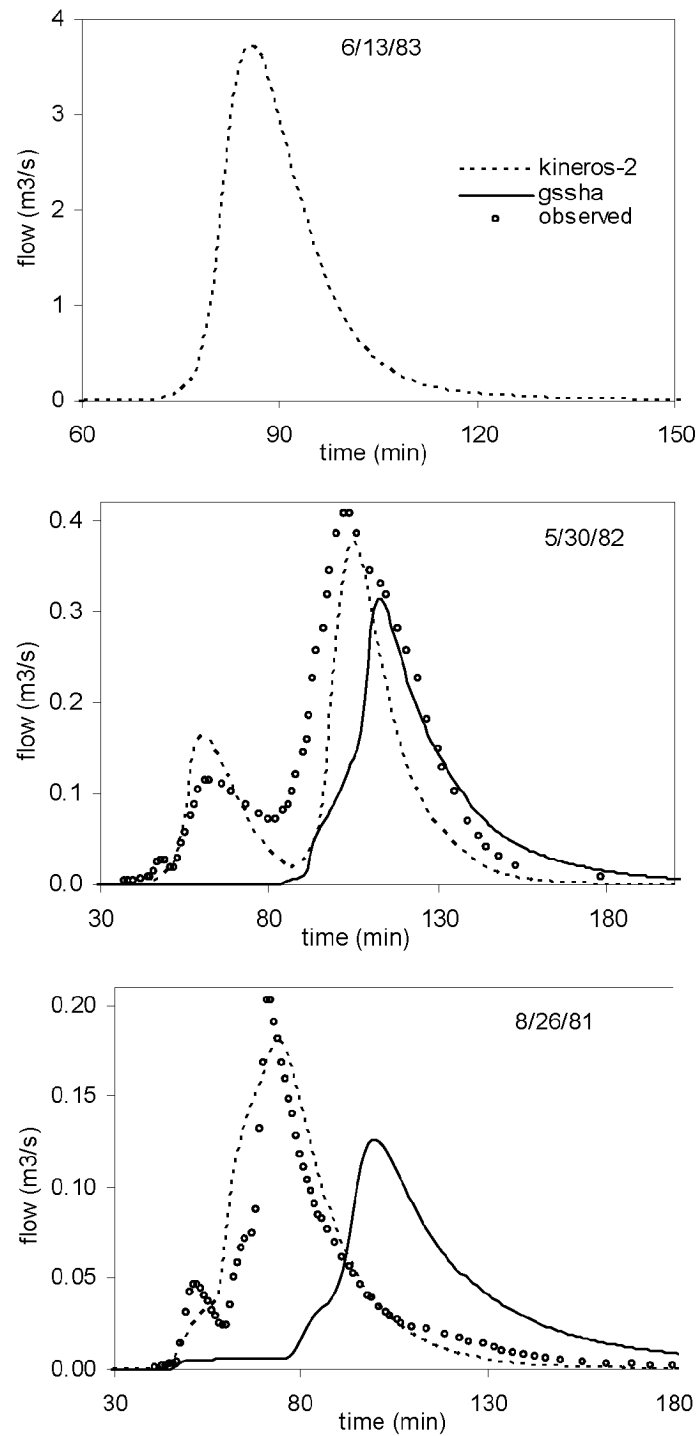 4
6/13/83
3
kineros-2
gssha
observed
2
1
0
60 90 120 150
time (min)
flow (m3/s)
0.4
5/30/82
0.3
0.2
0.1
0.0
30 80 130 180
time (min)
flow (m3/s)
0.20
8/26/81
0.15
0.10
0.05
0.00
30 80 130 180
time (min)
flow (m3/s)